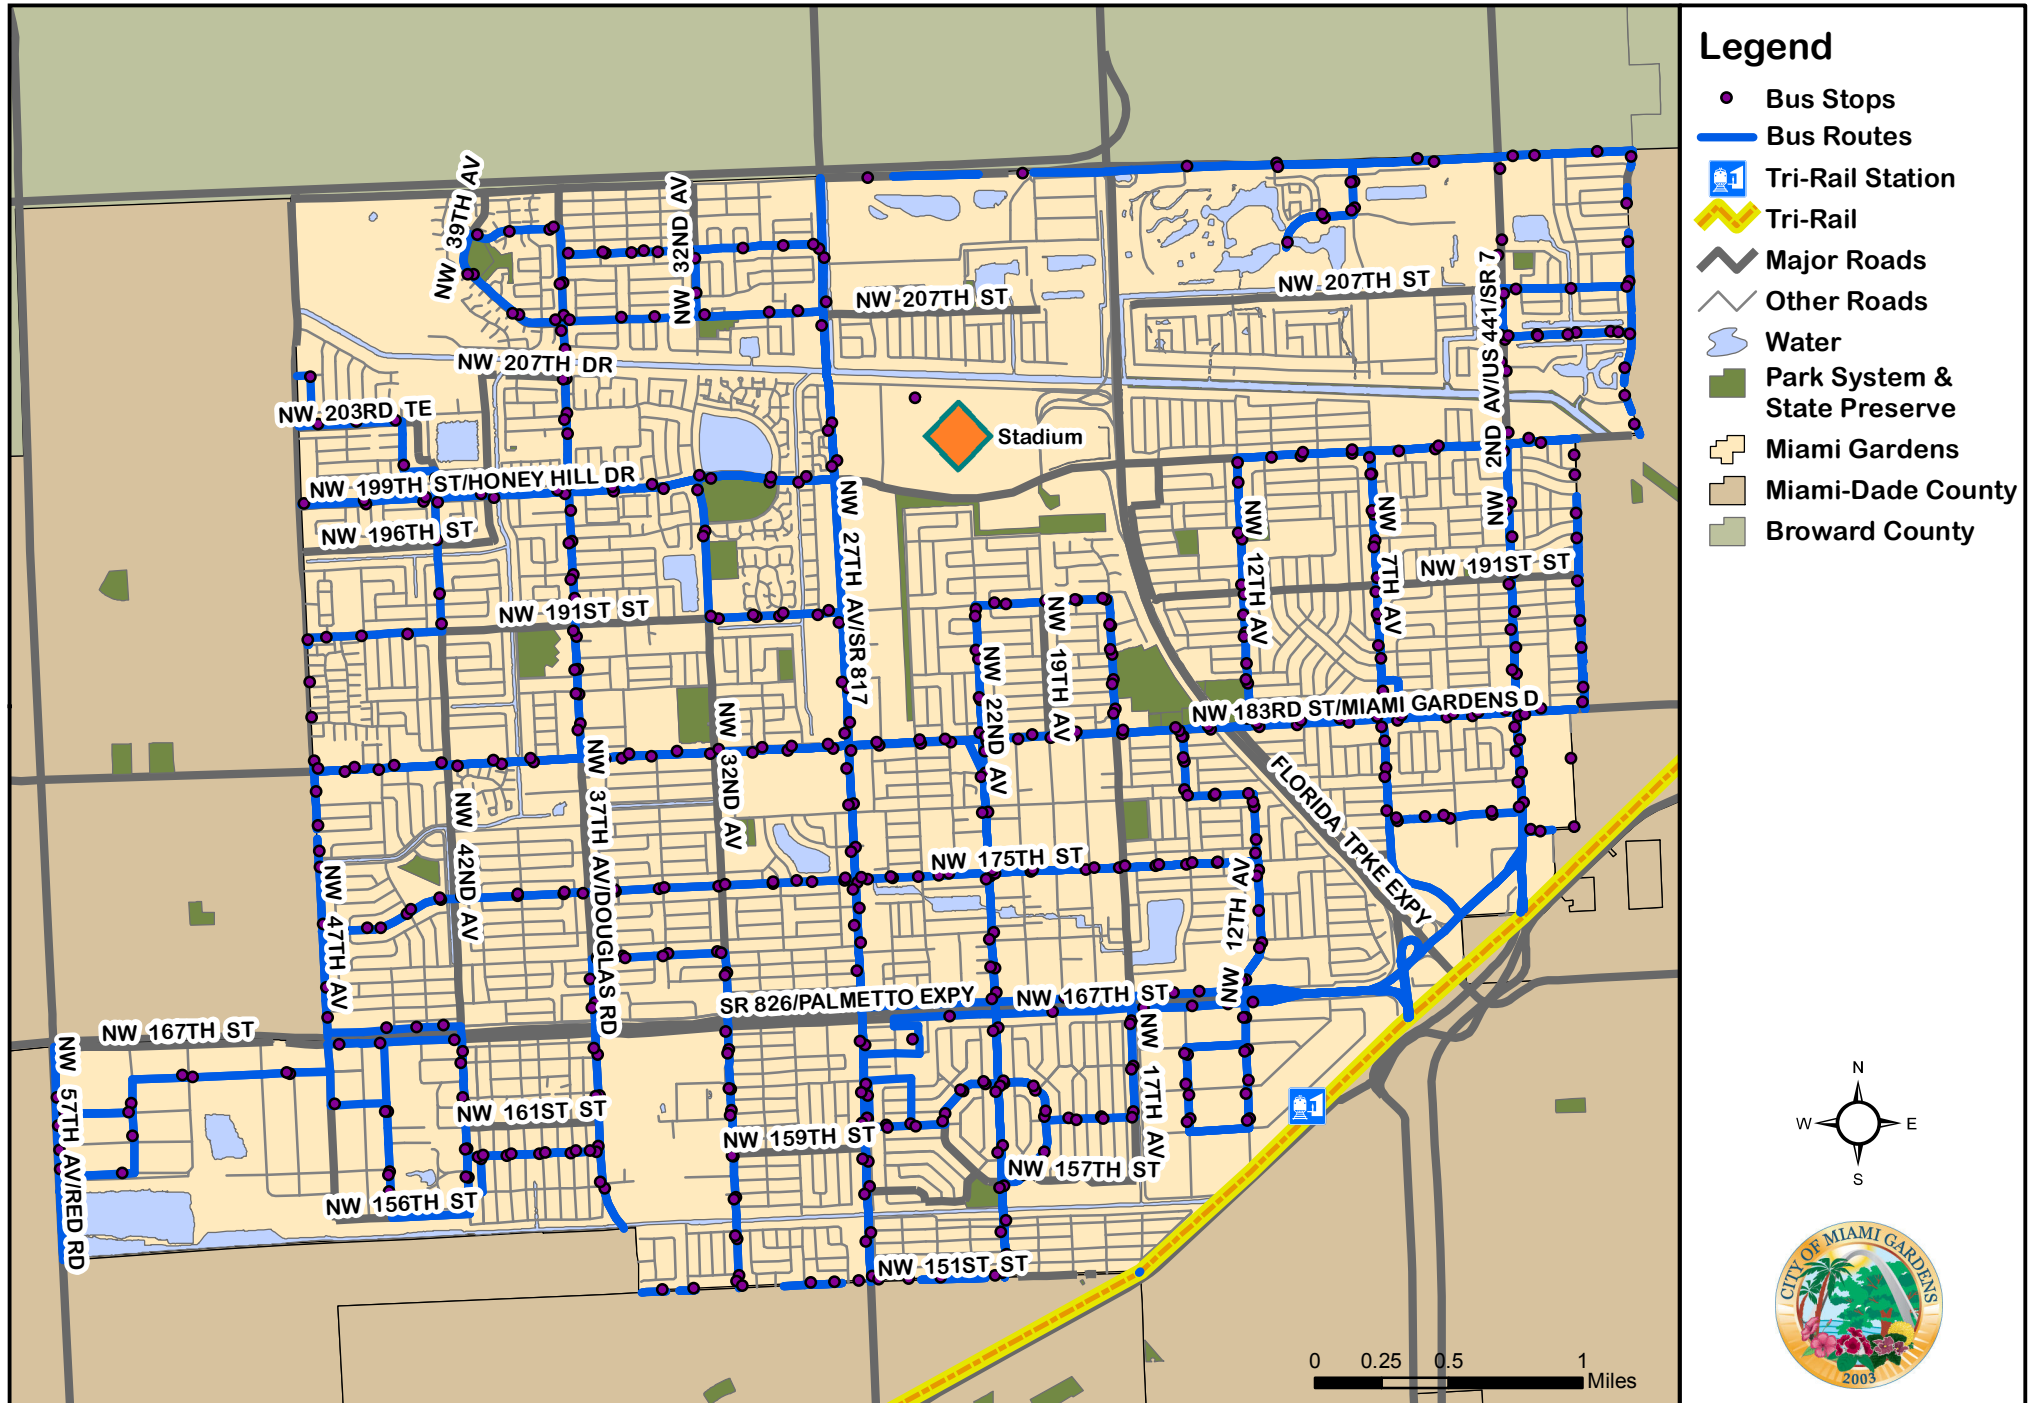 NW 39TH AV
NW 32ND AV
NW 207TH ST
NW 207TH ST
NW 2ND AV/US 441/SR 7
NW 207TH DR
NW 203RD TE
Stadium
NW 199TH ST/HONEY HILL DR
NW 196TH ST
NW 27TH AV/SR 817
NW 12TH AV
NW 7TH AV
NW 191ST ST
NW 191ST ST
NW 19TH AV
NW 22ND AV
NW 183RD ST/MIAMI GARDENS D
NW 32ND AV
NW 37TH AV/DOUGLAS RD
NW 42ND AV
FLORIDA TPKE EXPY
NW 175TH ST
NW 12TH AV
NW 47TH AV
SR 826/PALMETTO EXPY
NW 167TH ST
NW 167TH ST
NW 57TH AV/RED RD
NW 17TH AV
NW 161ST ST
NW 159TH ST
NW 157TH ST
NW 156TH ST
NW 151ST ST
0 0.25 0.5 1
Miles
Legend
Bus Stops
Bus Routes
Tri-Rail Station
Tri-Rail
Major Roads
Other Roads
Water
Park System &
State Preserve
Miami Gardens
Miami-Dade County
Broward County
N
W E
S
CITY OF MIAMI GARDENS
2003